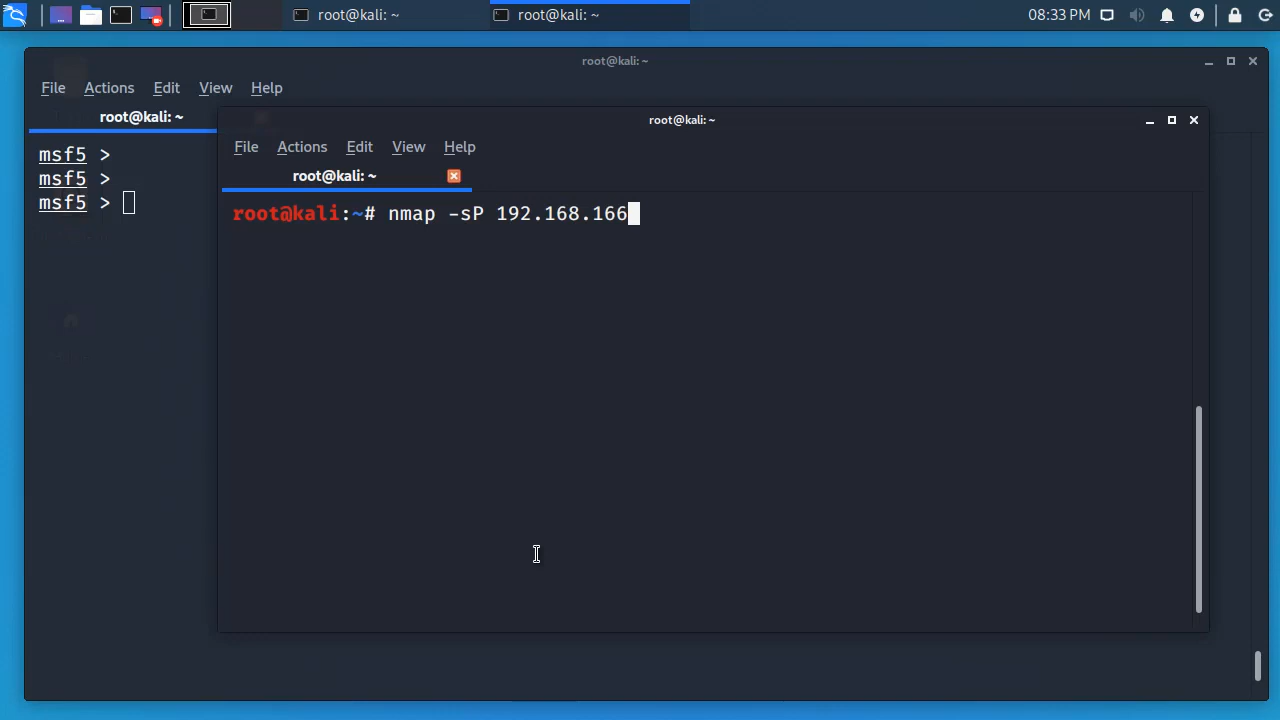 root@kali: ~
root@kali: ~
08:33 PM
root@kali: ~
File Actions Edit View Help
root@kali: ~
msf5 >
msf5 >
msf5 >
root@kali: ~
File Actions Edit View Help
root@kali: ~
root@kali:~# nmap -sP 192.168.166